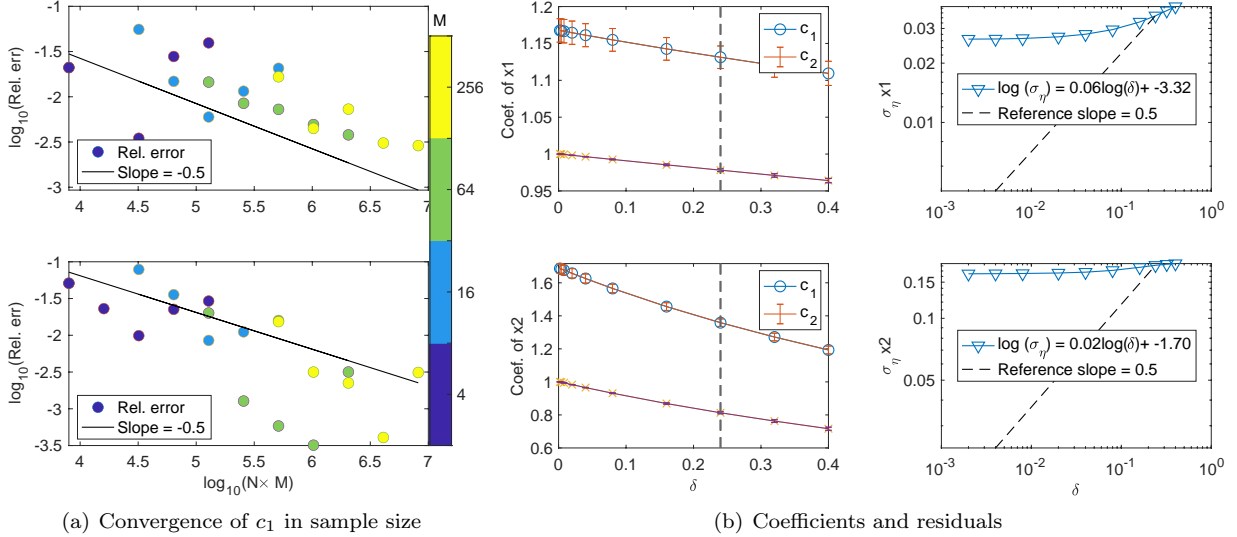 log10(Rel. err)
-1
-1.5
-2
-2.5
-3
Rel. error
Slope = -0.5
4
4.5
5
5.5
6
6.5
7
M
256
64
16
4
log10(Rel. err)
-1
-1.5
-2
-2.5
-3
-3.5
Rel. error
Slope = -0.5
4
4.5
5
5.5
6
6.5
7
log10(N× M)
(a) Convergence of c1 in sample size
Coef. of x1
1.2
1.15
1.1
1.05
1
0.95
c1
c2
0
0.1
0.2
0.3
0.4
Coef. of x2
1.6
1.4
1.2
1
0.8
0.6
c1
c2
0
0.1
0.2
0.3
0.4
δ
ση x1
0.03
0.02
0.01
log (ση) = 0.06log(δ)+ -3.32
Reference slope = 0.5
10-3
10-2
10-1
100
ση x2
0.15
0.1
0.05
log (ση) = 0.02log(δ)+ -1.70
Reference slope = 0.5
10-3
10-2
10-1
100
δ
(b) Coefficients and residuals